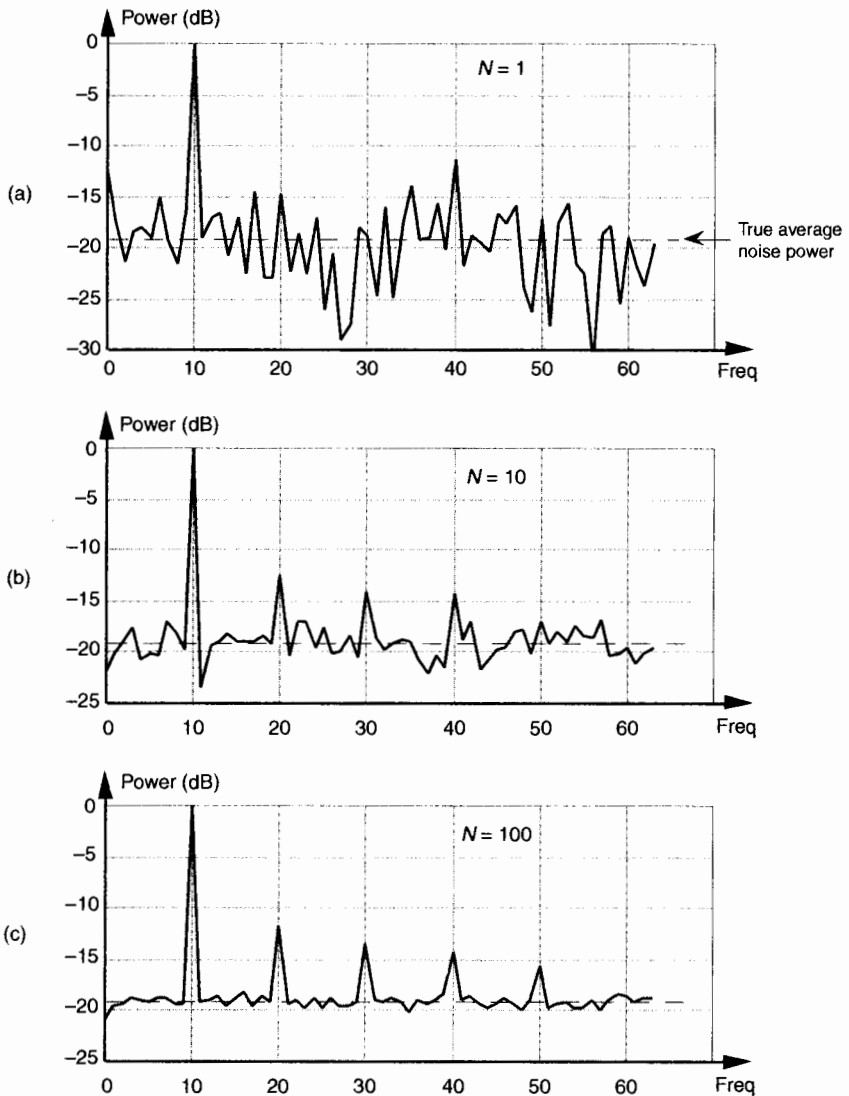 Power (dB)
0
N = 1
–5
–10
(a)
–15
–20
True average
noise power
–25
–30
0 10 20 30 40 50 60 Freq
Power (dB)
0
N = 10
–5
–10
(b)
–15
–20
–25
0 10 20 30 40 50 60 Freq
Power (dB)
0
N = 100
–5
–10
(c)
–15
–20
–25
0 10 20 30 40 50 60 Freq